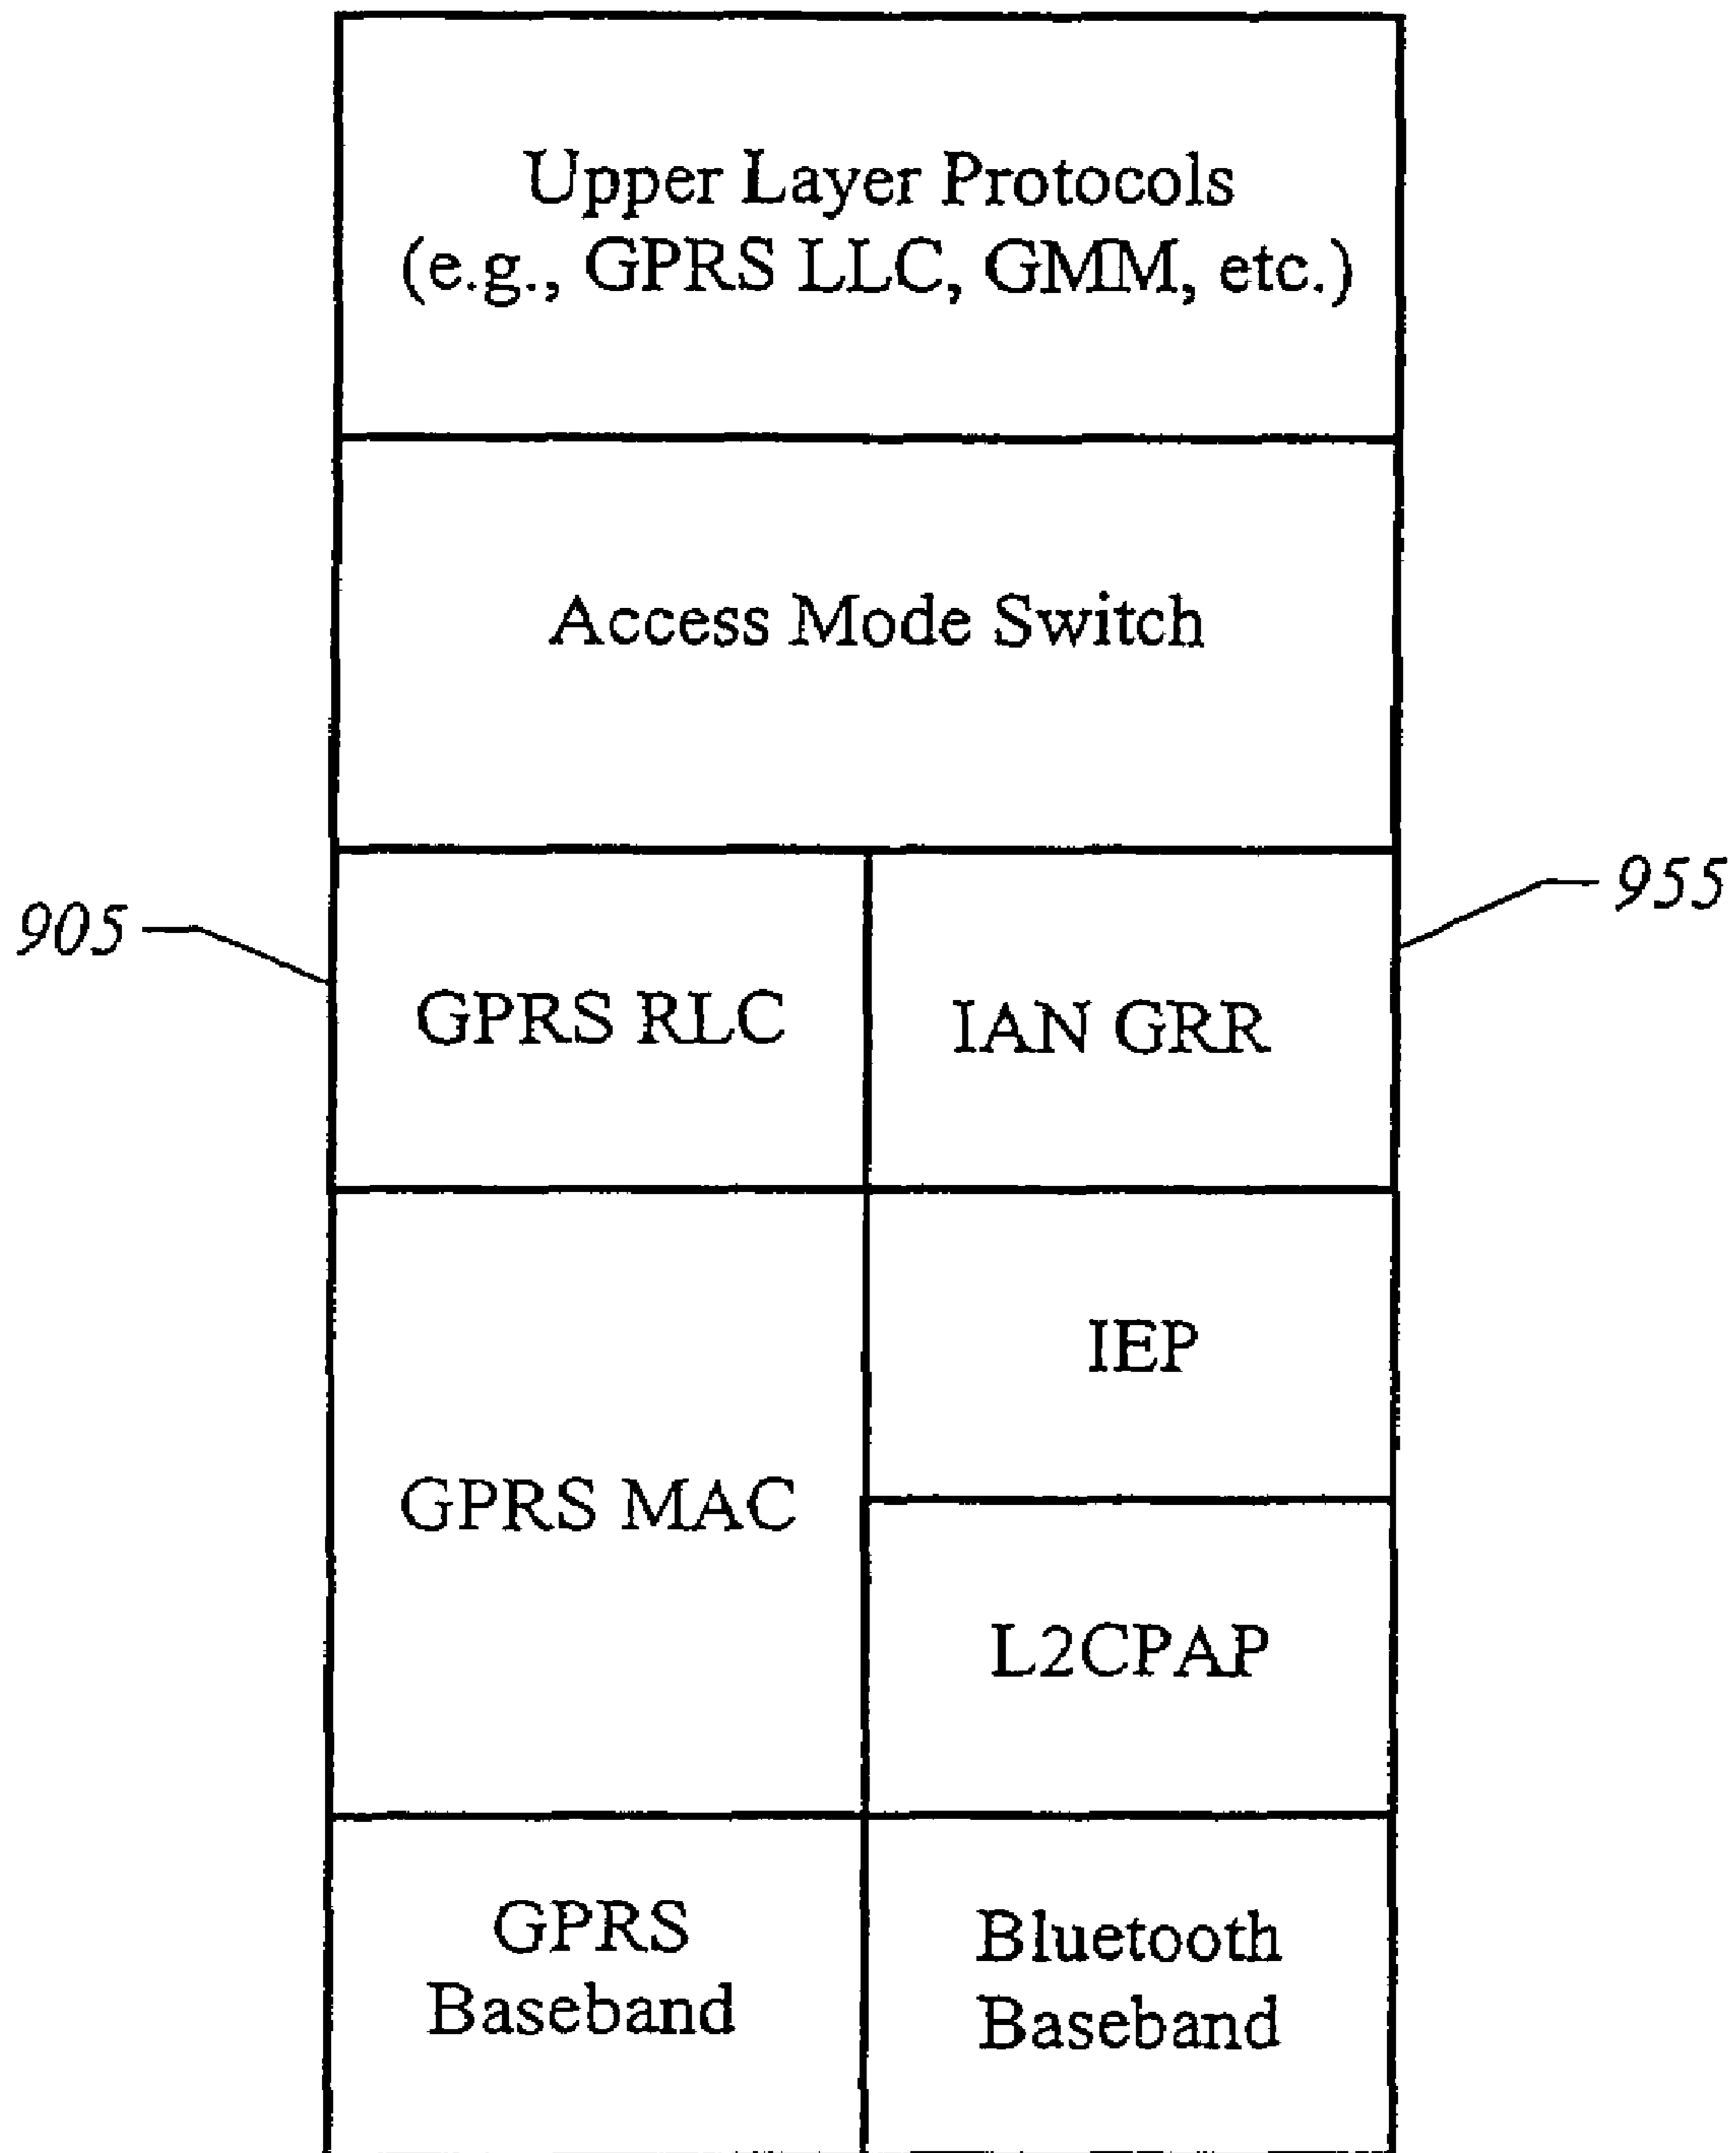 Upper Layer Protocols
(e.g., GPRS LLC, GMM, etc.)
Access Mode Switch
905
955
GPRS RLC
IAN GRR
IEP
GPRS MAC
L2CPAP
GPRS
Baseband
Bluetooth
Baseband